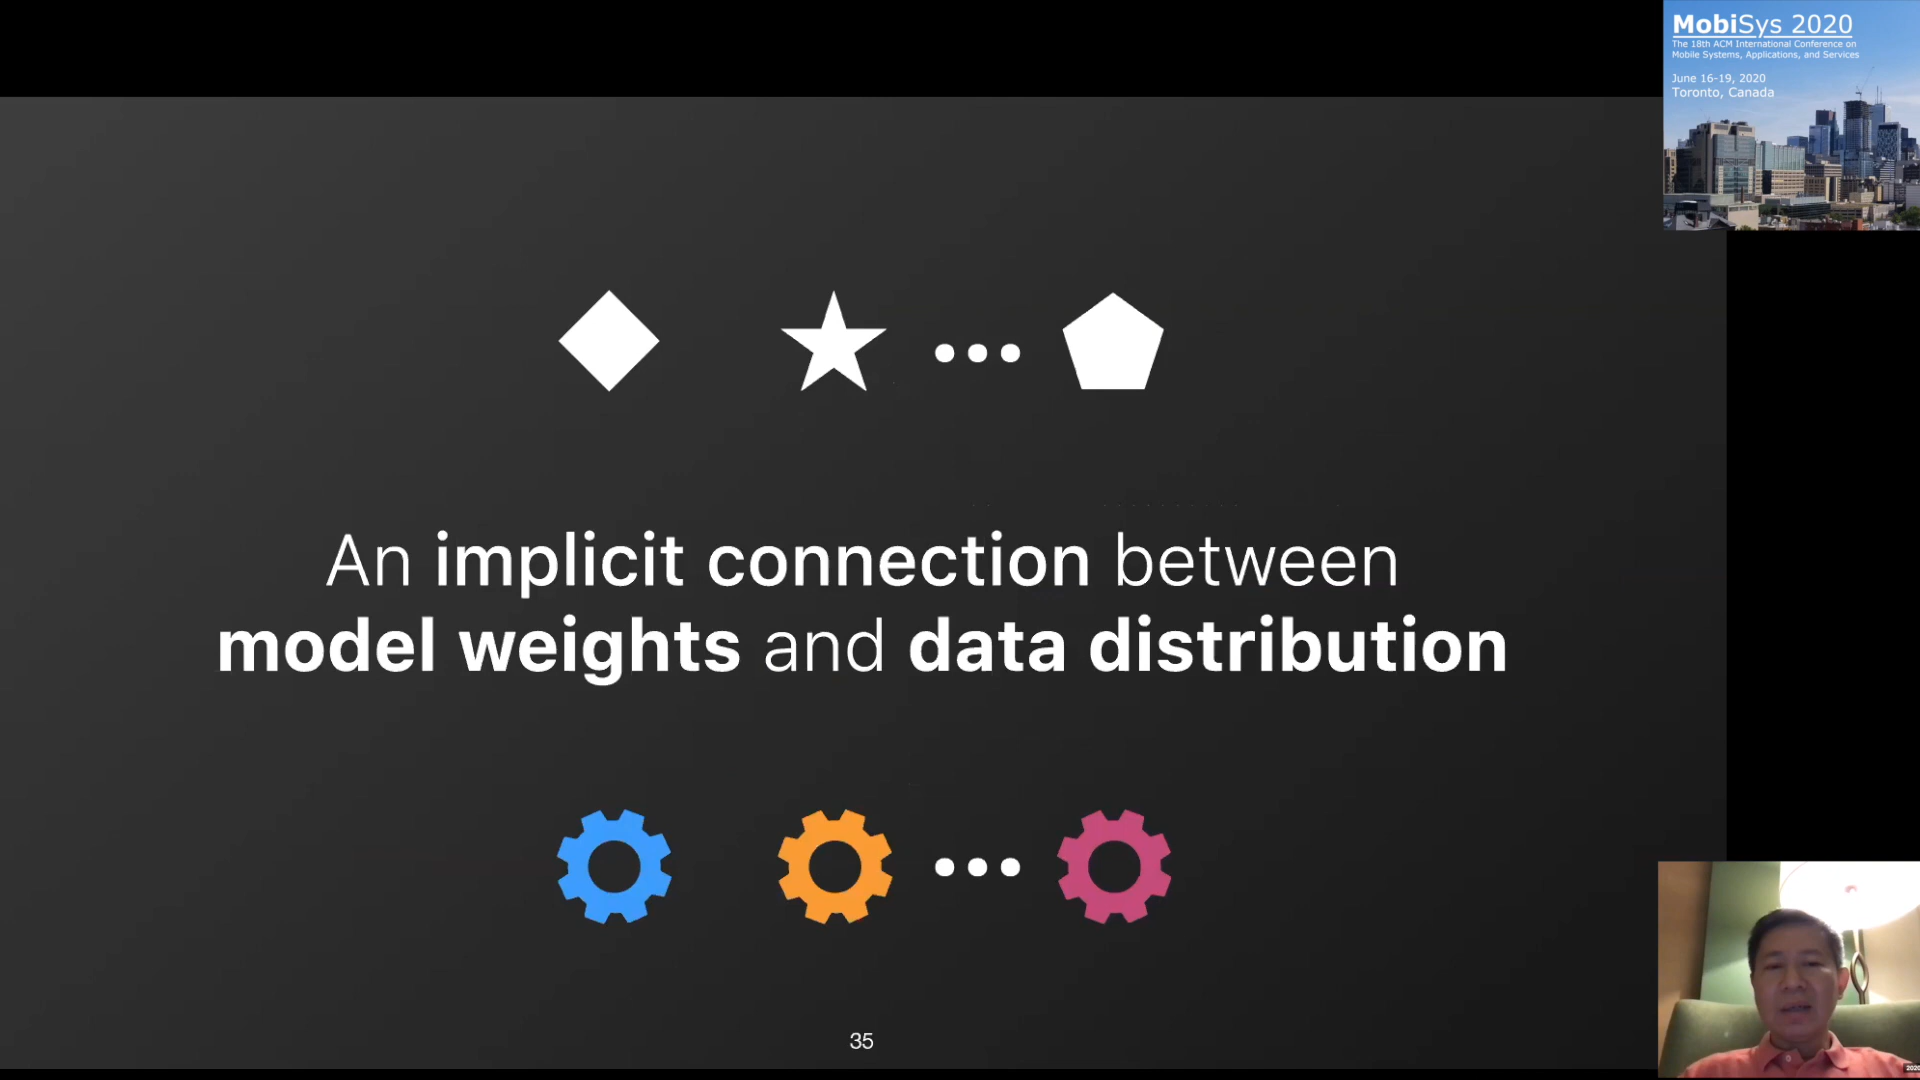 MobiSys 2020
The 18th ACM International Conference on
Mobile Systems, Applications, and Services
June 16-19, 2020
Toronto, Canada
An implicit connection between
model weights and data distribution
35
2020